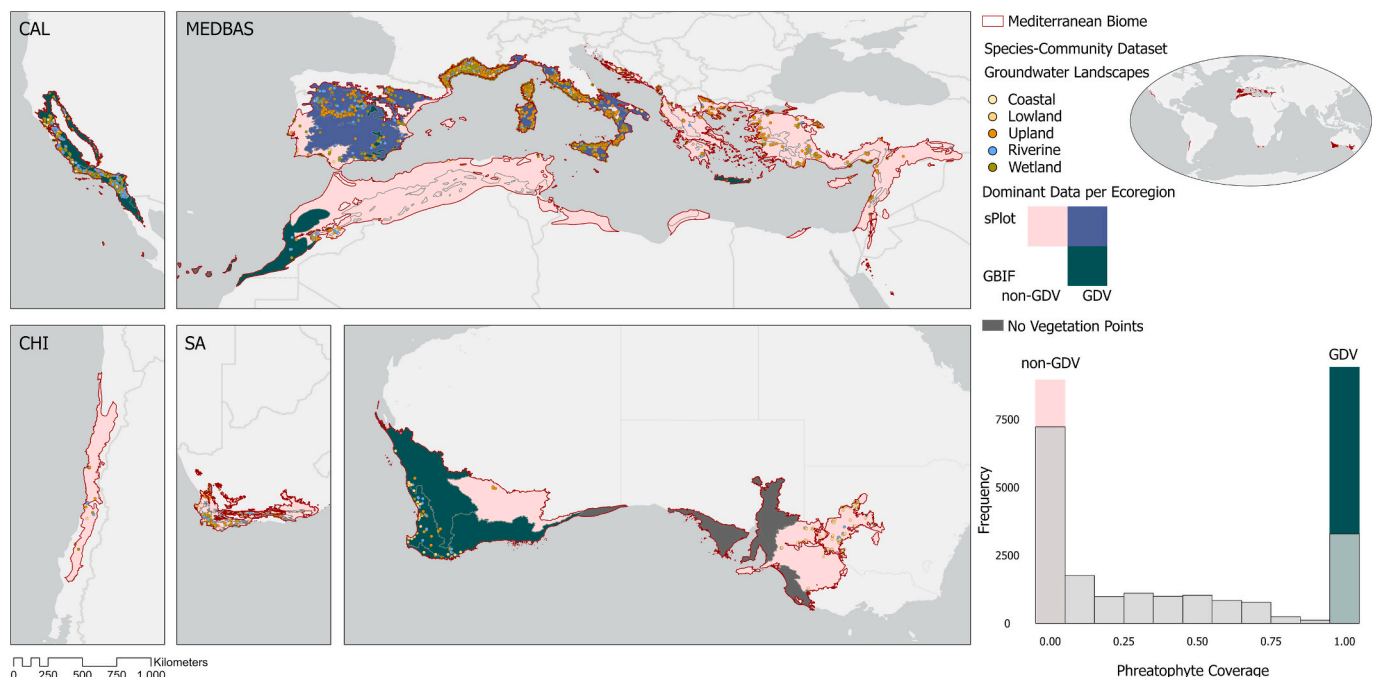 CAL
MEDBAS
CHI
SA
Mediterranean Biome
Species-Community Dataset
Groundwater Landscapes
Coastal
Lowland
Upland
Riverine
Wetland
Dominant Data per Ecoregion
sPlot
GBIF
non-GDV GDV
No Vegetation Points
non-GDV
GDV
7500
5000
2500
0
Frequency
0.00 0.25 0.50 0.75 1.00
Phreatophyte Coverage
Kilometers
0 250 500 750 1,000